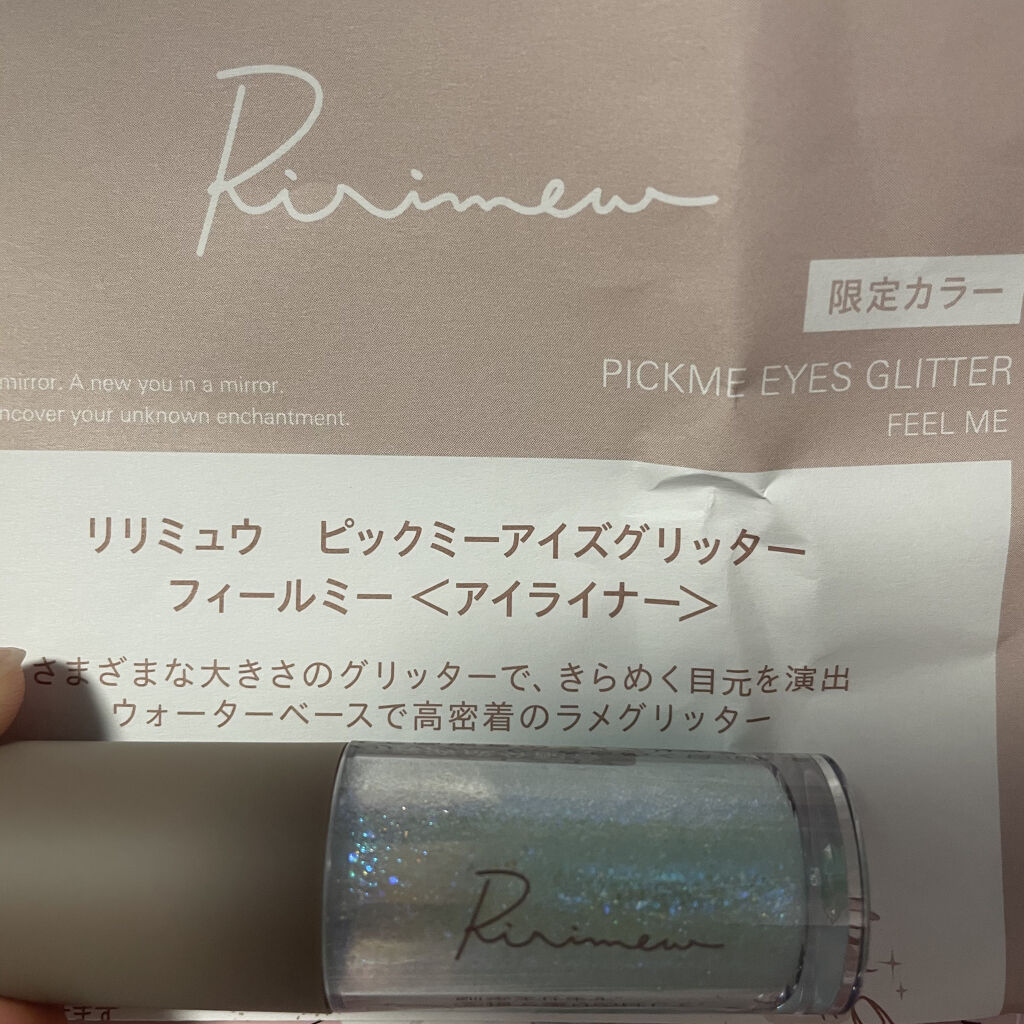 Ririmew
限定カラー
mirror. A new you in a mirror.
ncover your unknown enchantment.
PICKME EYES GLITTER
FEEL ME
リリミュウ ピックミーアイズグリッター
フィールミー <アイライナー>
さまざまな大きさのグリッターで、きらめく目元を演出
ウォーターベースで高密着のラメグリッター
Ririmew